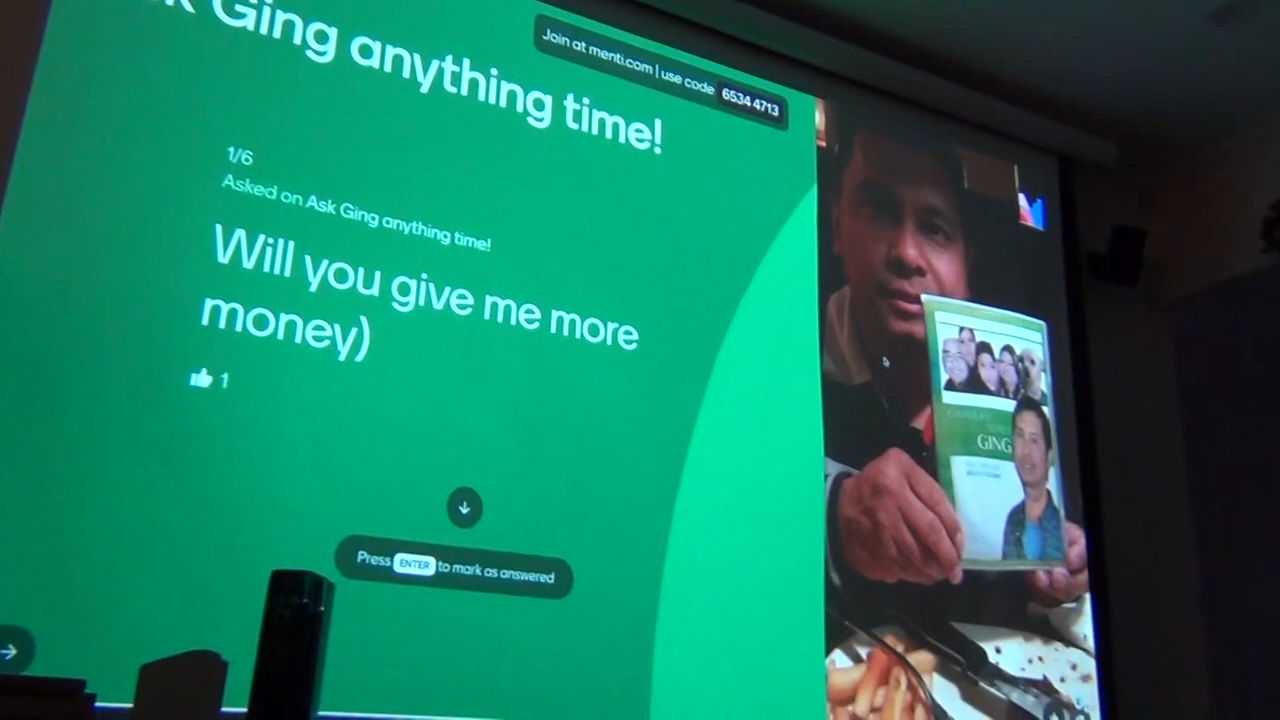 k Ging anything time!
Join at menti.com | use code 6534 4713
1/6
Asked on Ask Ging anything time!
Will you give me more
money)
1
Press ENTER to mark as answered
GING